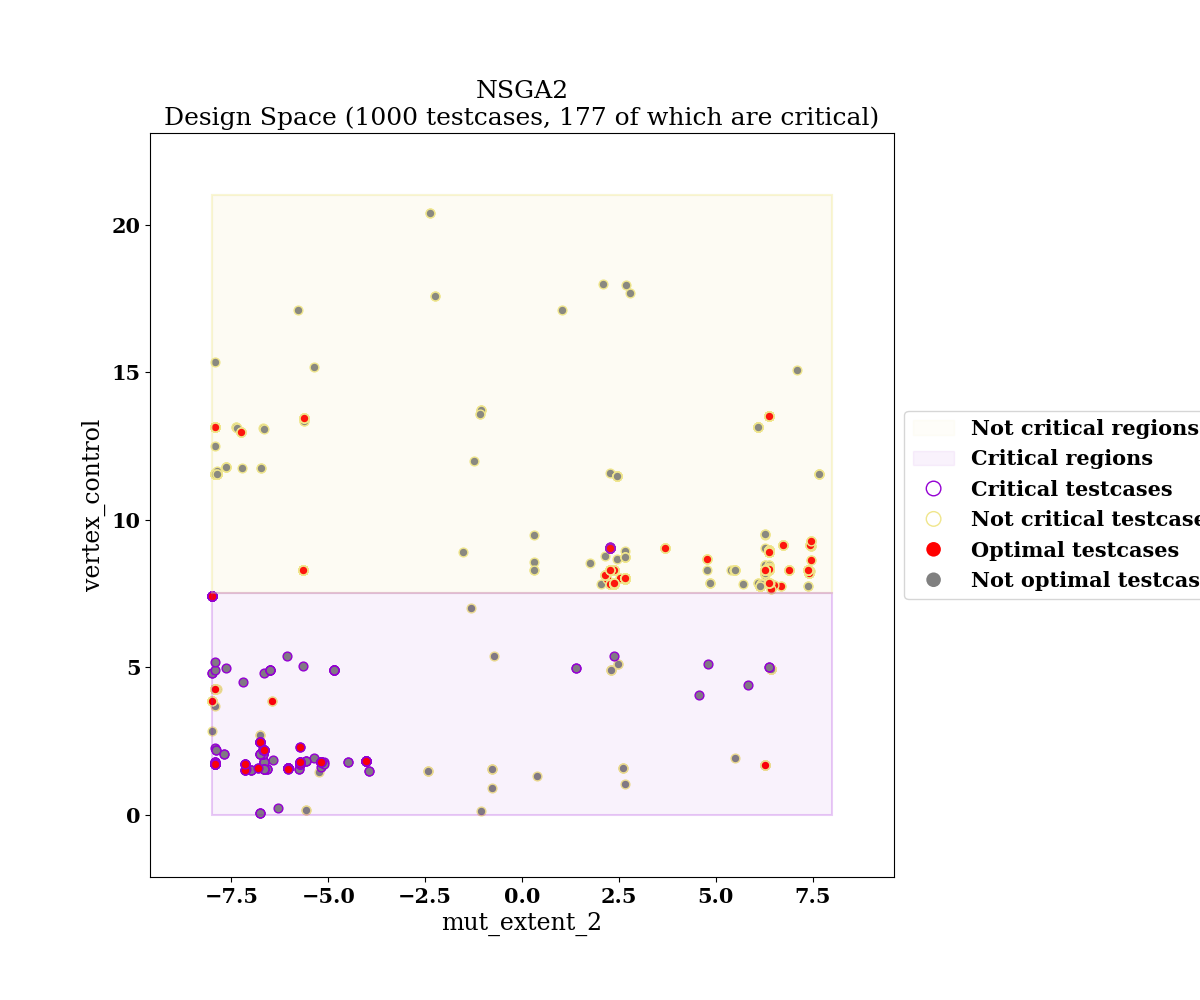 NSGA2
Design Space (1000 testcases, 177 of which are critical)
20
15
10
5
0
vertex_control
−7.5 −5.0 −2.5 0.0 2.5 5.0 7.5
mut_extent_2
Not critical regions
Critical regions
Critical testcases
Not critical testcase
Optimal testcases
Not optimal testcas